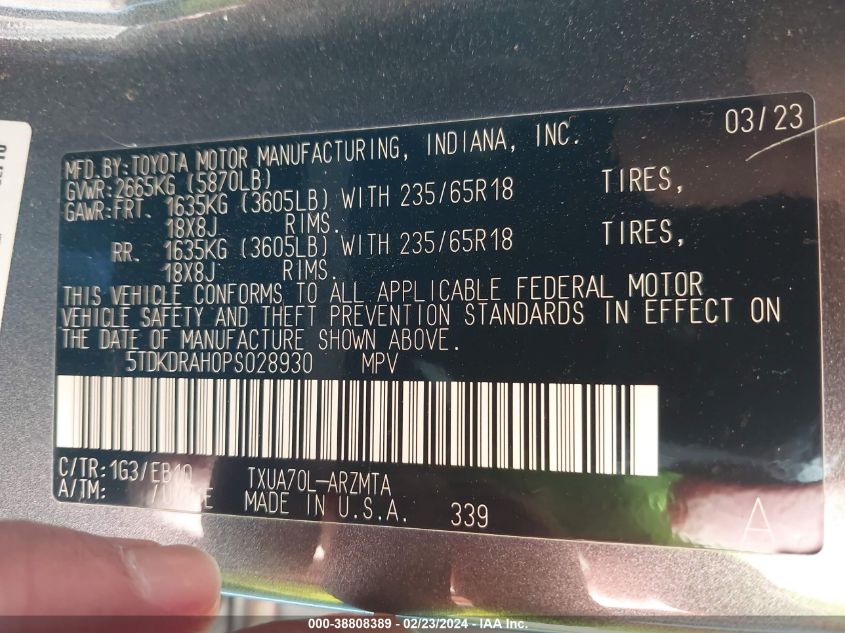 03/23
MFD.BY:TOYOTA MOTOR MANUFACTURING, INDIANA, INC.
GVWR:2665KG (5870LB)
GAWR:FRT. 1635KG (3605LB) WITH 235/65R18 TIRES,
18X8J RIMS.
RR. 1635KG (3605LB) WITH 235/65R18 TIRES,
18X8J RIMS.
THIS VEHICLE CONFORMS TO ALL APPLICABLE FEDERAL MOTOR
VEHICLE SAFETY AND THEFT PREVENTION STANDARDS IN EFFECT ON
THE DATE OF MANUFACTURE SHOWN ABOVE.
5TDKDRAH0PS028930 MPV
C/TR:1G3/EB40 TXUA70L-ARZMTA
A/TM: MADE IN U.S.A. 339
A
000-38808389 - 02/23/2024 - IAA Inc.